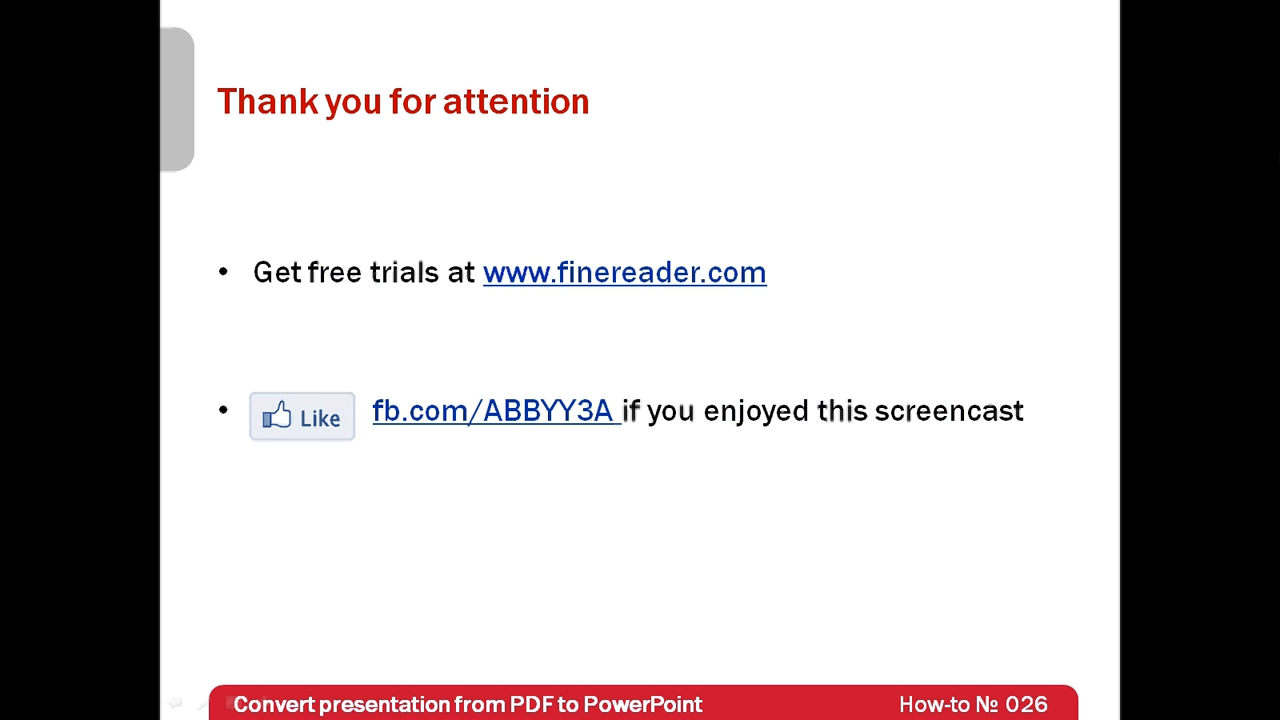 Thank you for attention
• Get free trials at www.finereader.com
• Like fb.com/ABBYY3A if you enjoyed this screencast
Convert presentation from PDF to PowerPoint How-to № 026